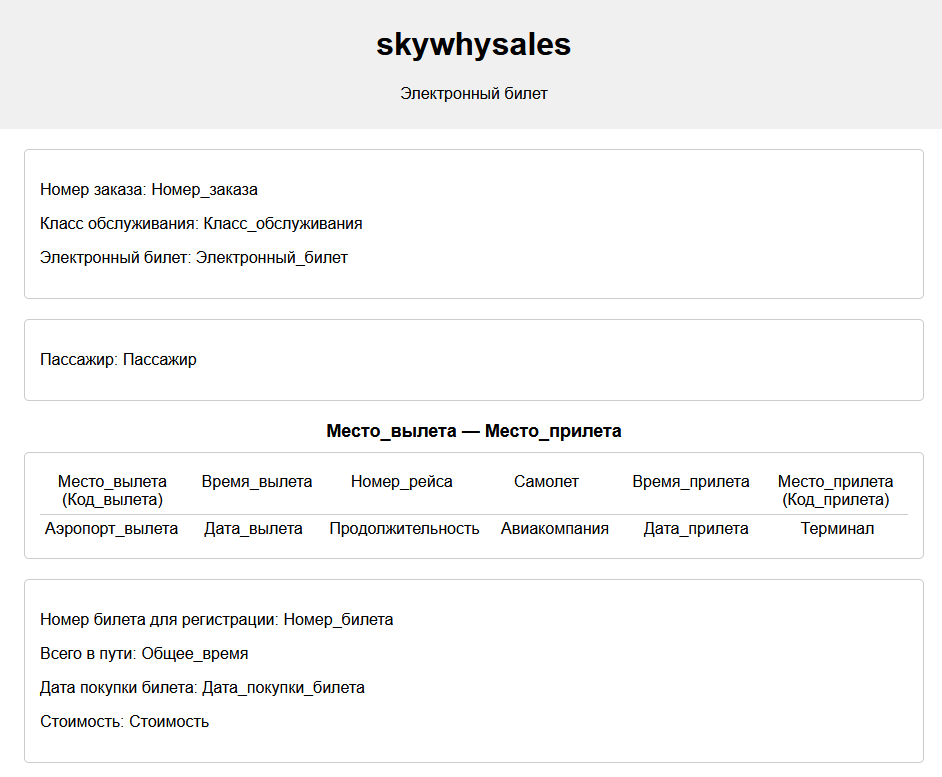 skywhysales
Электронный билет
Номер заказа: Номер_заказа
Класс обслуживания: Класс_обслуживания
Электронный билет: Электронный_билет
Пассажир: Пассажир
Место_вылета — Место_прилета
Место_вылета Время_вылета Номер_рейса Самолет Время_прилета Место_прилета
(Код_вылета) (Код_прилета)
Аэропорт_вылета Дата_вылета Продолжительность Авиакомпания Дата_прилета Терминал
Номер билета для регистрации: Номер_билета
Всего в пути: Общее_время
Дата покупки билета: Дата_покупки_билета
Стоимость: Стоимость